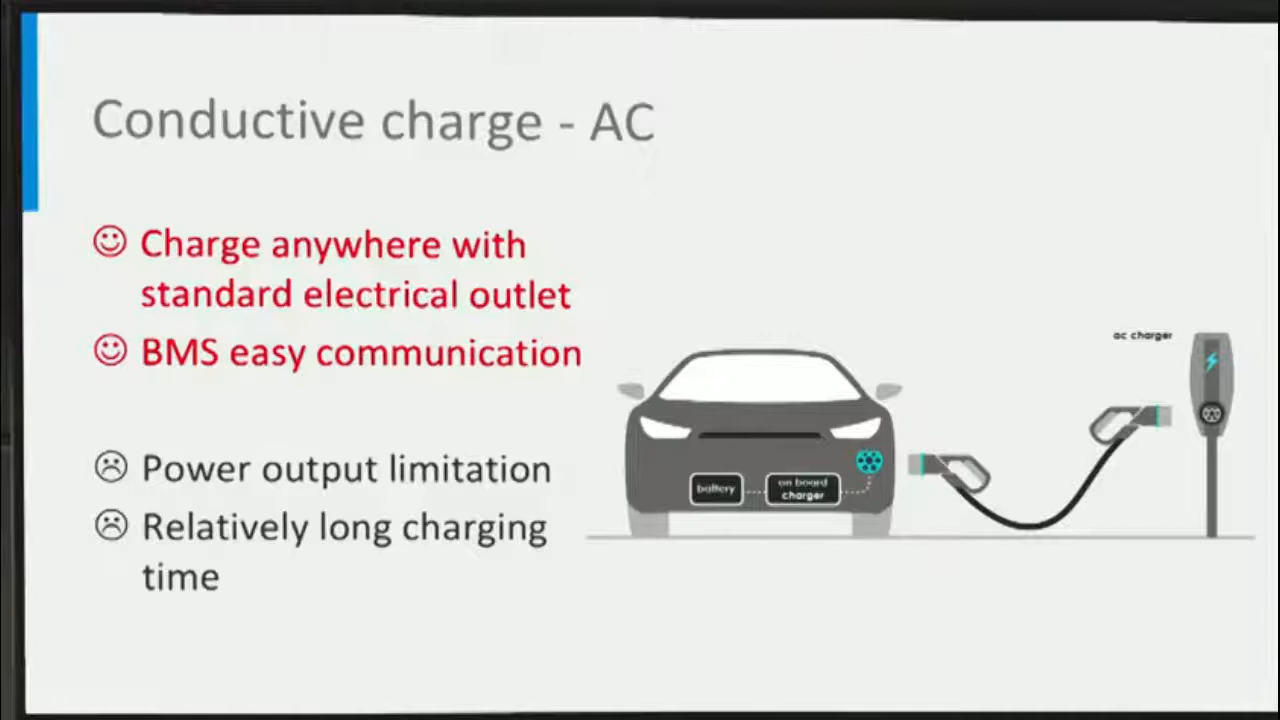 Conductive charge - AC
Charge anywhere with
standard electrical outlet
BMS easy communication
Power output limitation
Relatively long charging
time
ac charger
battery
on board
charger